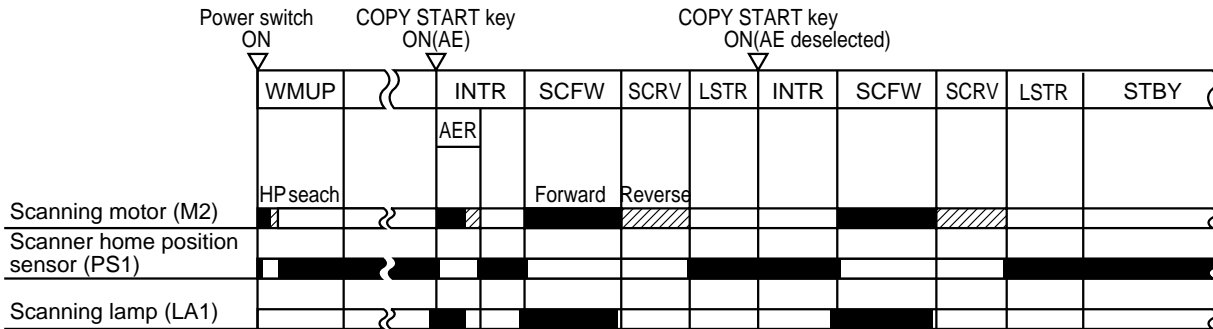 Power switch ON
COPY START key ON(AE)
COPY START key ON(AE deselected)
WMUP INTR SCFW SCRV LSTR INTR SCFW SCRV LSTR STBY
AER
HP seach Forward Reverse
Scanning motor (M2)
Scanner home position
sensor (PS1)
Scanning lamp (LA1)